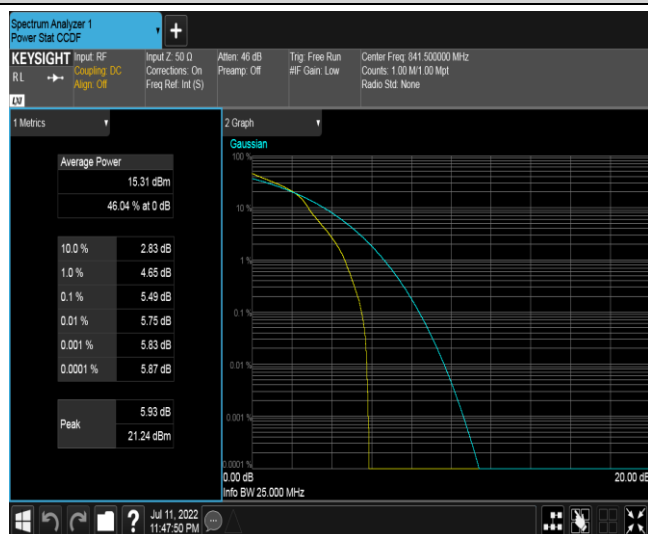 Spectrum Analyzer 1
Power Stat CCDF
+
KEYSIGHT
RL
LXI
Input: RF
Coupling: DC
Align: Off
Input Z: 50 Ω
Corrections: On
Freq Ref: Int (S)
Atten: 46 dB
Preamp: Off
Trig: Free Run
#IF Gain: Low
Center Freq: 841.500000 MHz
Counts: 1.00 M/1.00 Mpt
Radio Std: None
1 Metrics
Average Power
15.31 dBm
46.04 % at 0 dB
10.0 % 2.83 dB
1.0 % 4.65 dB
0.1 % 5.49 dB
0.01 % 5.75 dB
0.001 % 5.83 dB
0.0001 % 5.87 dB
Peak
5.93 dB
21.24 dBm
2 Graph
Gaussian
100 %
10 %
1 %
0.1 %
0.01 %
0.001 %
0.0001 %
0.00 dB 20.00 dB
Info BW 25.000 MHz
?
Jul 11, 2022
11:47:50 PM